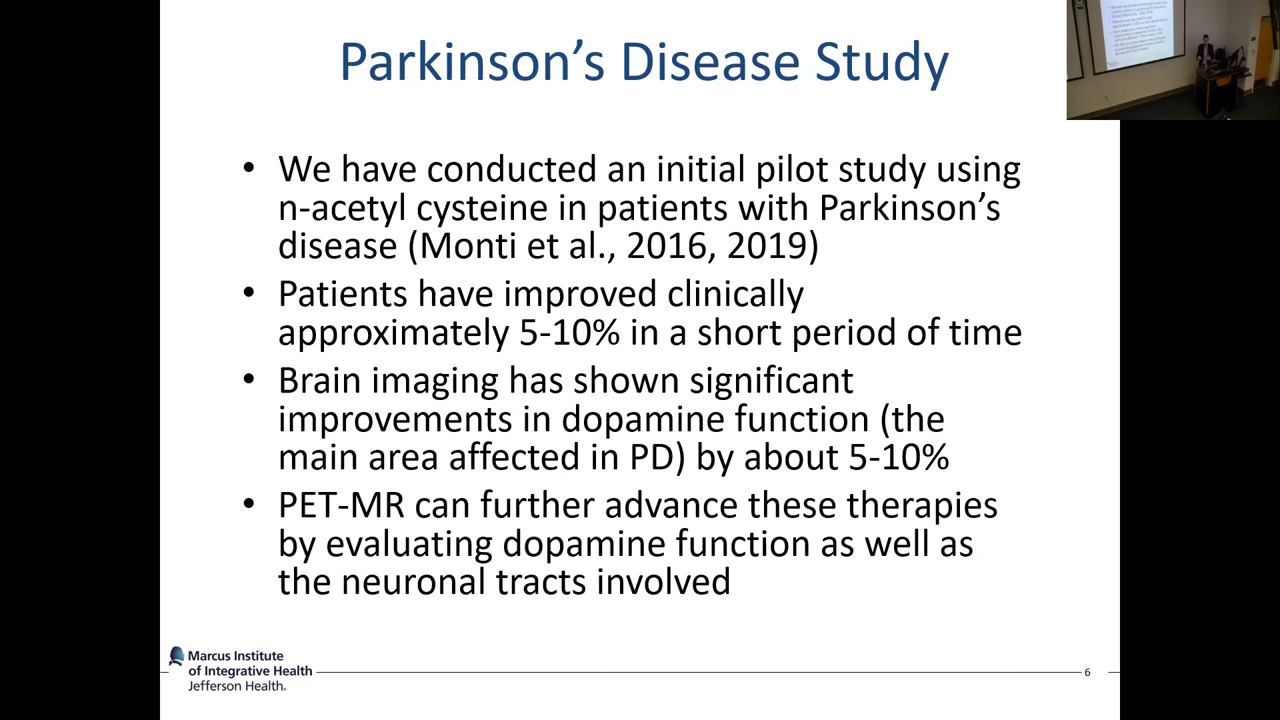 Parkinson’s Disease Study
• We have conducted an initial pilot study using
n-acetyl cysteine in patients with Parkinson’s
disease (Monti et al., 2016, 2019)
• Patients have improved clinically
approximately 5-10% in a short period of time
• Brain imaging has shown significant
improvements in dopamine function (the
main area affected in PD) by about 5-10%
• PET-MR can further advance these therapies
by evaluating dopamine function as well as
the neuronal tracts involved
Marcus Institute
of Integrative Health
Jefferson Health.
6